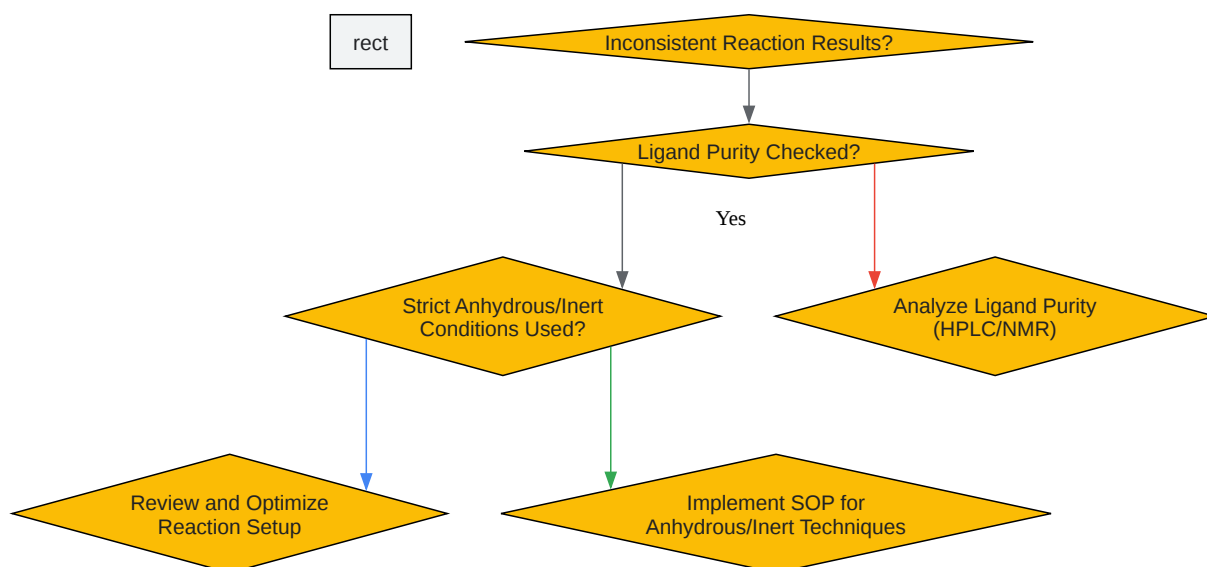 rect
Inconsistent Reaction Results?
Ligand Purity Checked?
Yes
Strict Anhydrous/Inert
Conditions Used?
Analyze Ligand Purity
(HPLC/NMR)
Review and Optimize
Reaction Setup
Implement SOP for
Anhydrous/Inert Techniques